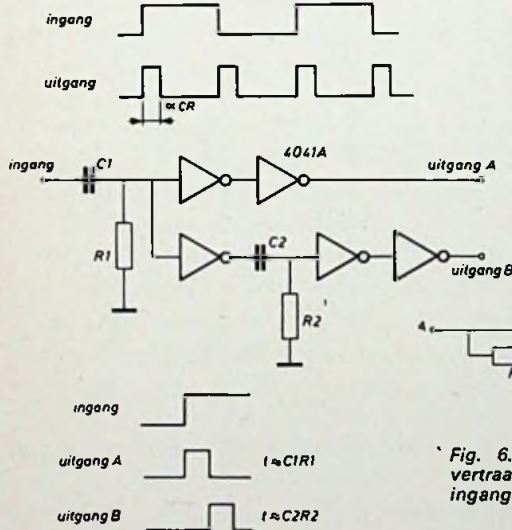 ingang
uitgang
∝ CR
ingang
C1
4041A
uitgang A
R1
C2
uitgang B
R2
A
ingang
uitgang A
t ≈ C1R1
uitgang B
t ≈ C2R2
Fig. 6.
vertraa
ingang